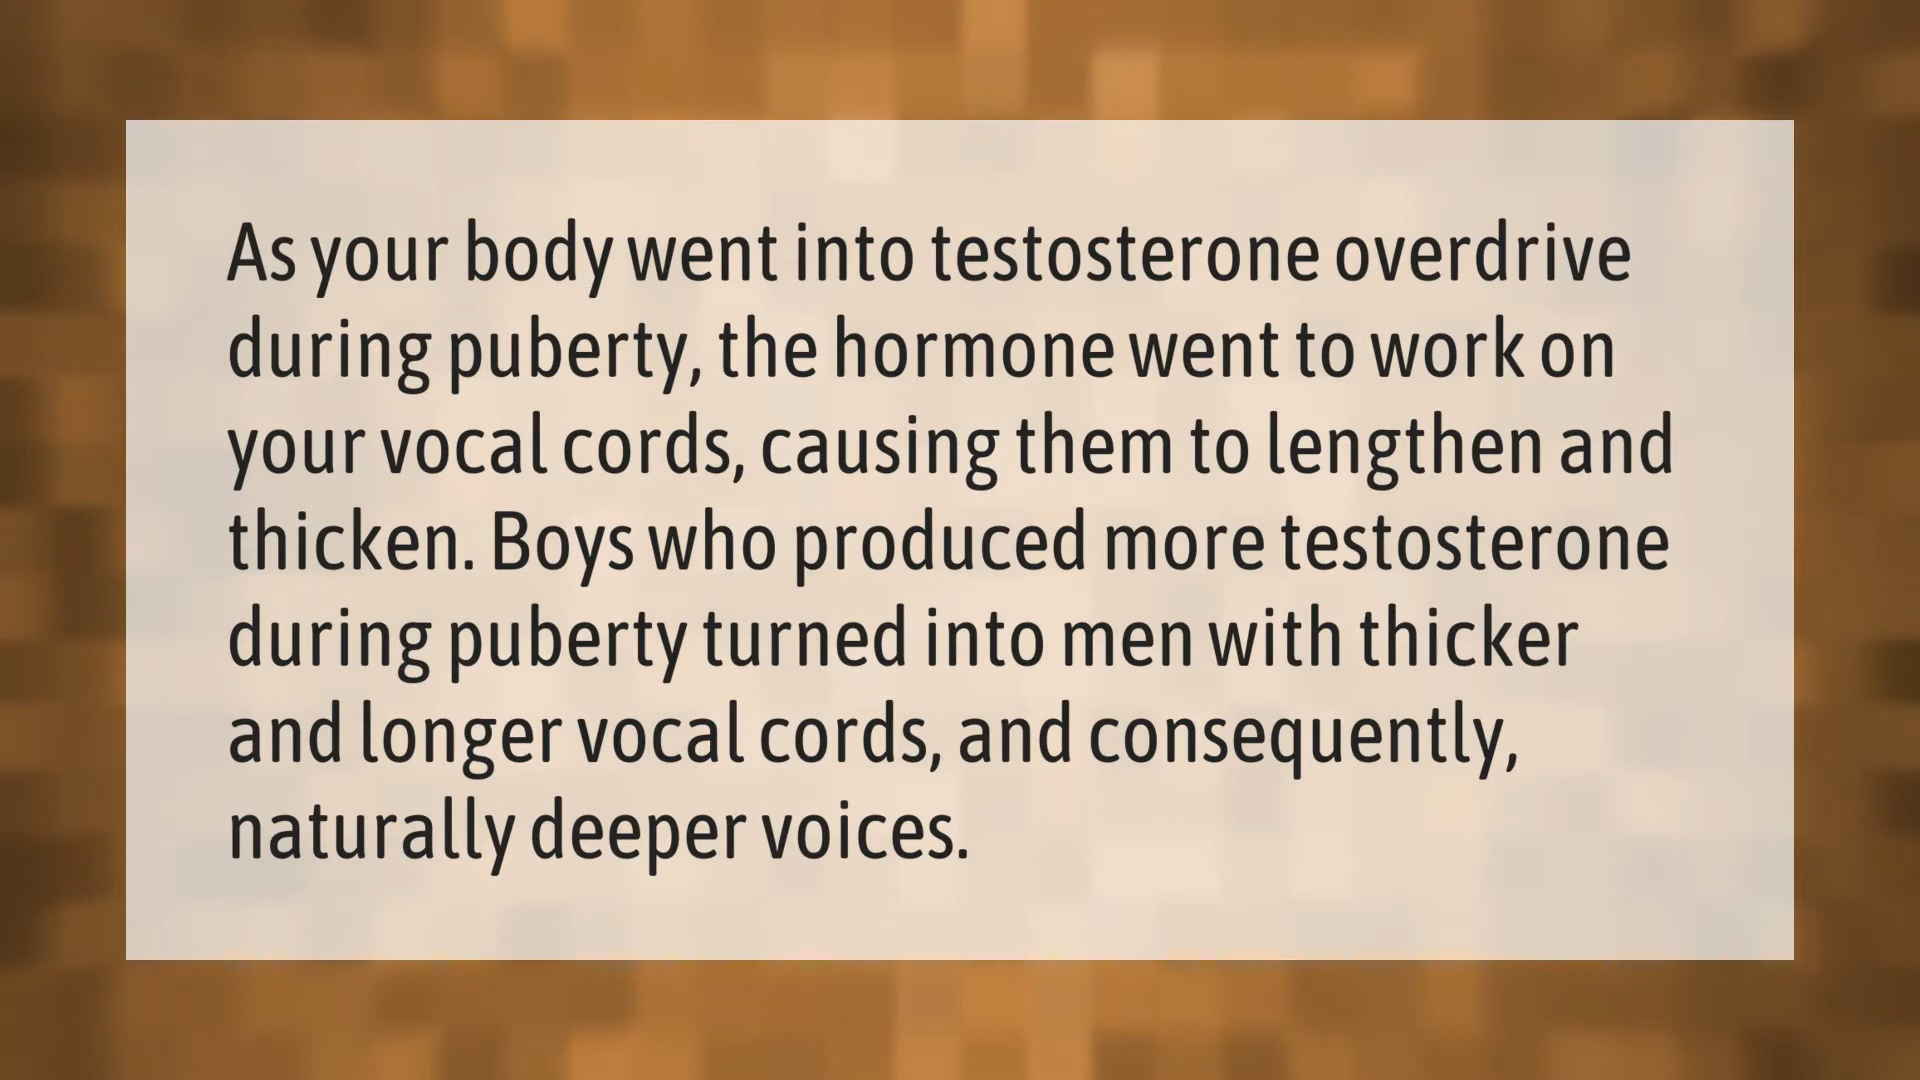 As your body went into testosterone overdrive
during puberty, the hormone went to work on
your vocal cords, causing them to lengthen and
thicken. Boys who produced more testosterone
during puberty turned into men with thicker
and longer vocal cords, and consequently,
naturally deeper voices.